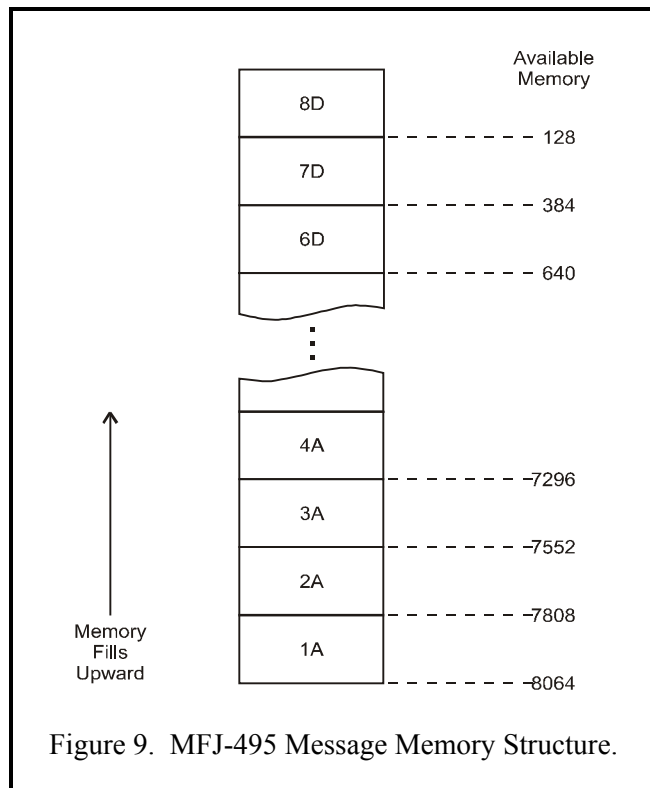 Available
Memory
8D
128
7D
384
6D
640
4A
7296
3A
7552
2A
7808
Memory
Fills
Upward
1A
8064
Figure 9. MFJ-495 Message Memory Structure.